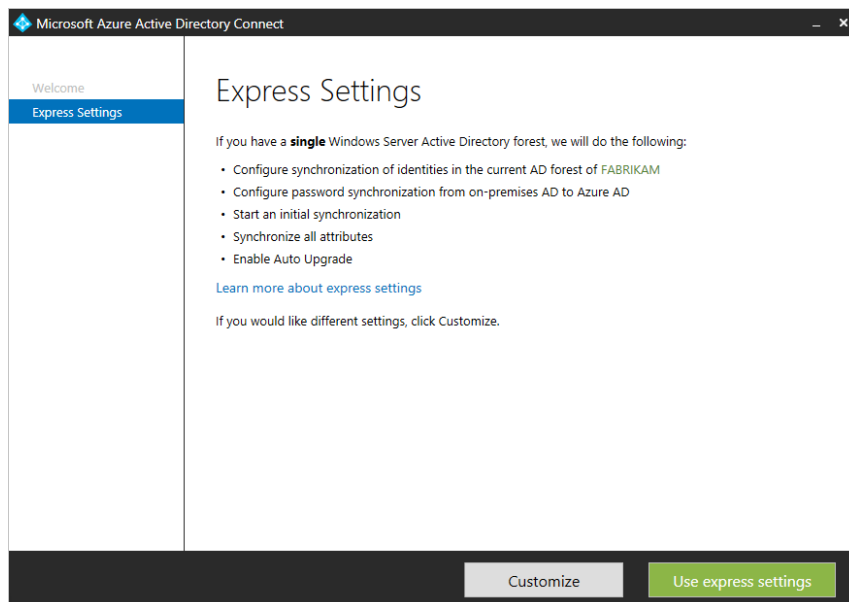 Microsoft Azure Active Directory Connect
Welcome
Express Settings
Express Settings
If you have a single Windows Server Active Directory forest, we will do the following:
• Configure synchronization of identities in the current AD forest of FABRIKAM
• Configure password synchronization from on-premises AD to Azure AD
• Start an initial synchronization
• Synchronize all attributes
• Enable Auto Upgrade
Learn more about express settings
If you would like different settings, click Customize.
Customize
Use express settings